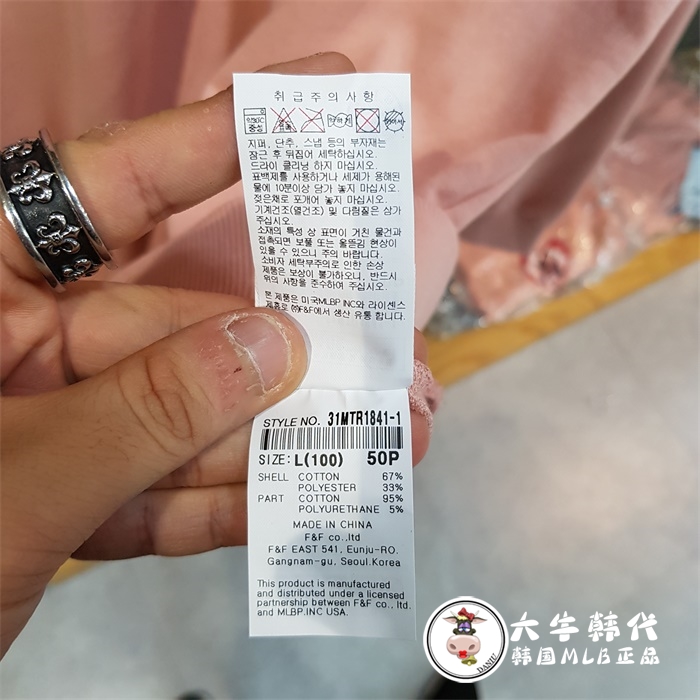 취 급 주 의 사 항
약30℃
중성
지퍼, 단추, 스냅 등의 부자재는
잠근 후 뒤집어 세탁하십시오.
드라이 클리닝 하지 마십시오.
표백제를 사용하거나 세제가 용해된
물에 10분이상 담가 놓지 마십시오.
젖은채로 포개어 놓지 마십시오.
기계건조(열건조) 및 다림질은 삼가
주십시오.
소재의 특성 상 표면이 거친 물건과
접촉되면 보풀 또는 올뜯김 현상이
있을 수 있으니 주의 바랍니다.
소비자 세탁부주의로 인한 손상
제품은 보상이 불가하오니, 반드시
위의 사항을 준수하여 주십시오.
본 제품은 미국MLBP INC와 라이센스
제휴로 ㈜F&F에서 생산 유통 합니다.
STYLE NO. 31MTR1841-1
SIZE: L(100) 50P
SHELL COTTON 67%
POLYESTER 33%
PART COTTON 95%
POLYURETHANE 5%
MADE IN CHINA
F&F co.,ltd
F&F EAST 541, Eunju-RO.
Gangnam-gu, Seoul.Korea
This product is manufactured
and distributed under a licensed
partnership between F&F co., ltd.
and MLBP.INC USA.
大牛韩代
韩国MLB正品
DANIU